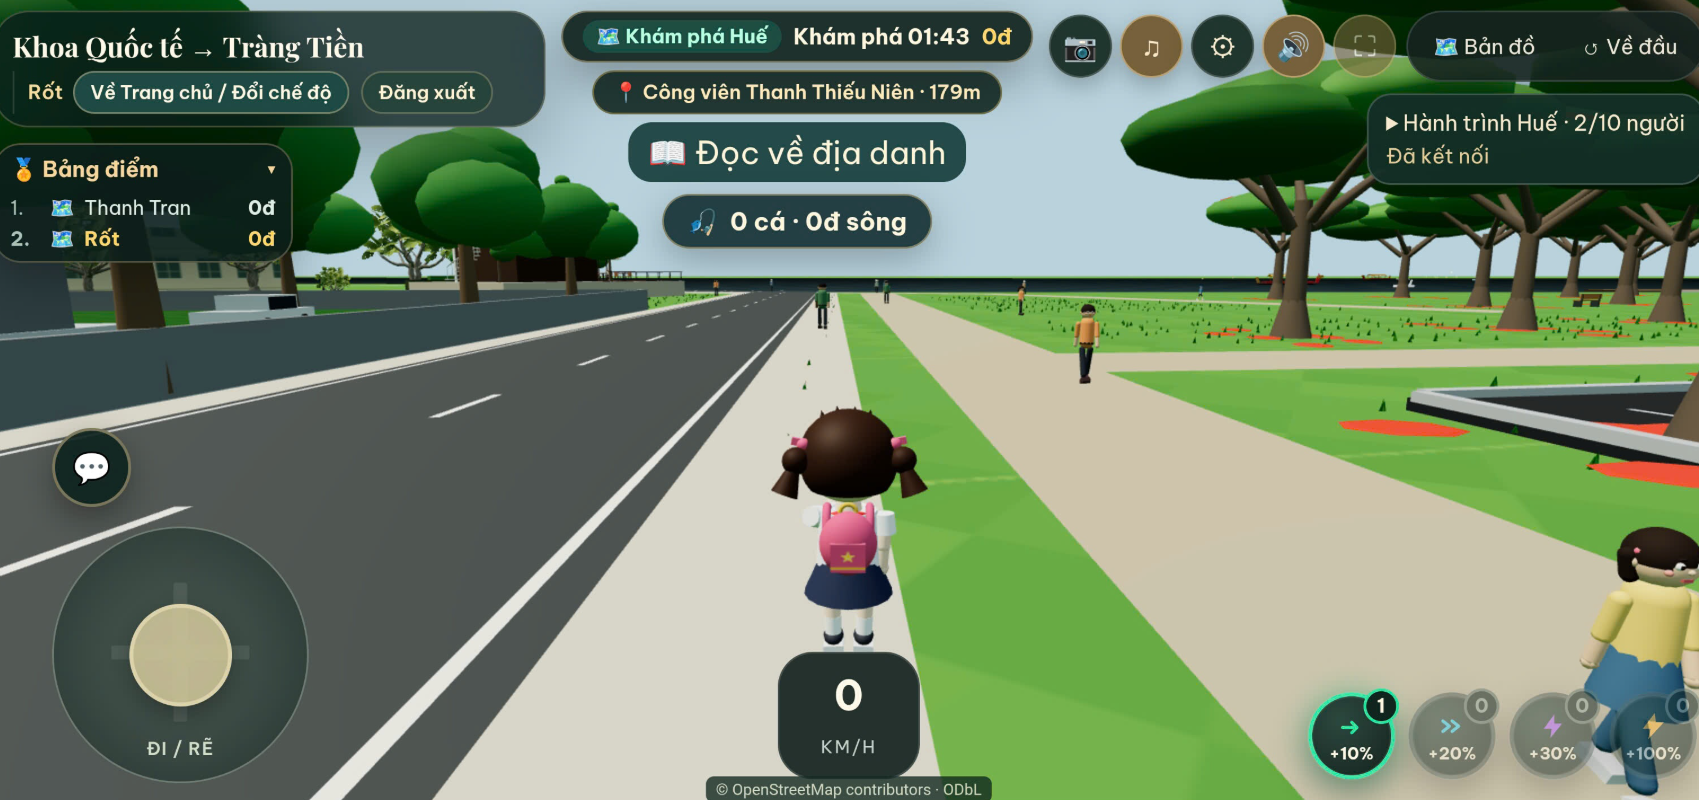 Khoa Quốc tế → Tràng Tiền
Rốt Về Trang chủ / Đổi chế độ Đăng xuất
Bảng điểm
1. Thanh Tran 0đ
2. Rốt 0đ
Khám phá Huế Khám phá 01:43 0đ
Công viên Thanh Thiếu Niên · 179m
Đọc về địa danh
0 cá · 0đ sông
Bản đồ Về đầu
Hành trình Huế · 2/10 người
Đã kết nối
ĐI / RẼ
0
KM/H
1 0 0 0
+10% +20% +30% +100%
© OpenStreetMap contributors · ODbL